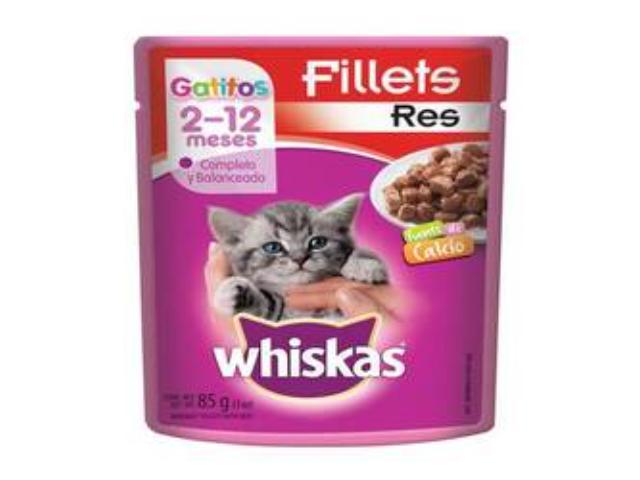 Gatitos
2-12
meses
Completo
y Balanceado
Fillets
Res
Fuente de
Calcio
whiskas
85 g